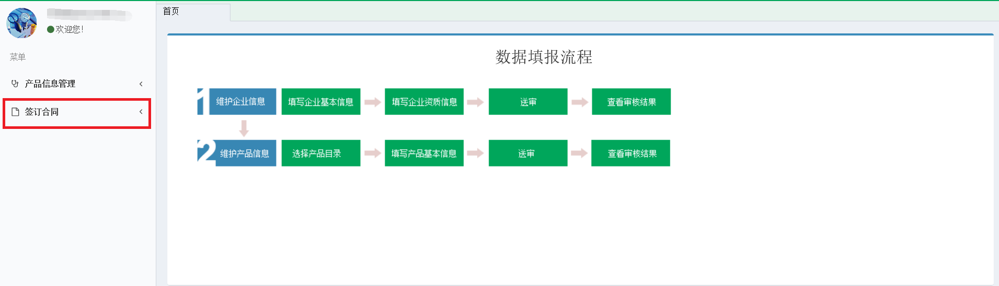 首页
欢迎您!
菜单
产品信息管理
签订合同
数据填报流程
1 维护企业信息 填写企业基本信息 填写企业资质信息 送审 查看审核结果
2 维护产品信息 选择产品目录 填写产品基本信息 送审 查看审核结果